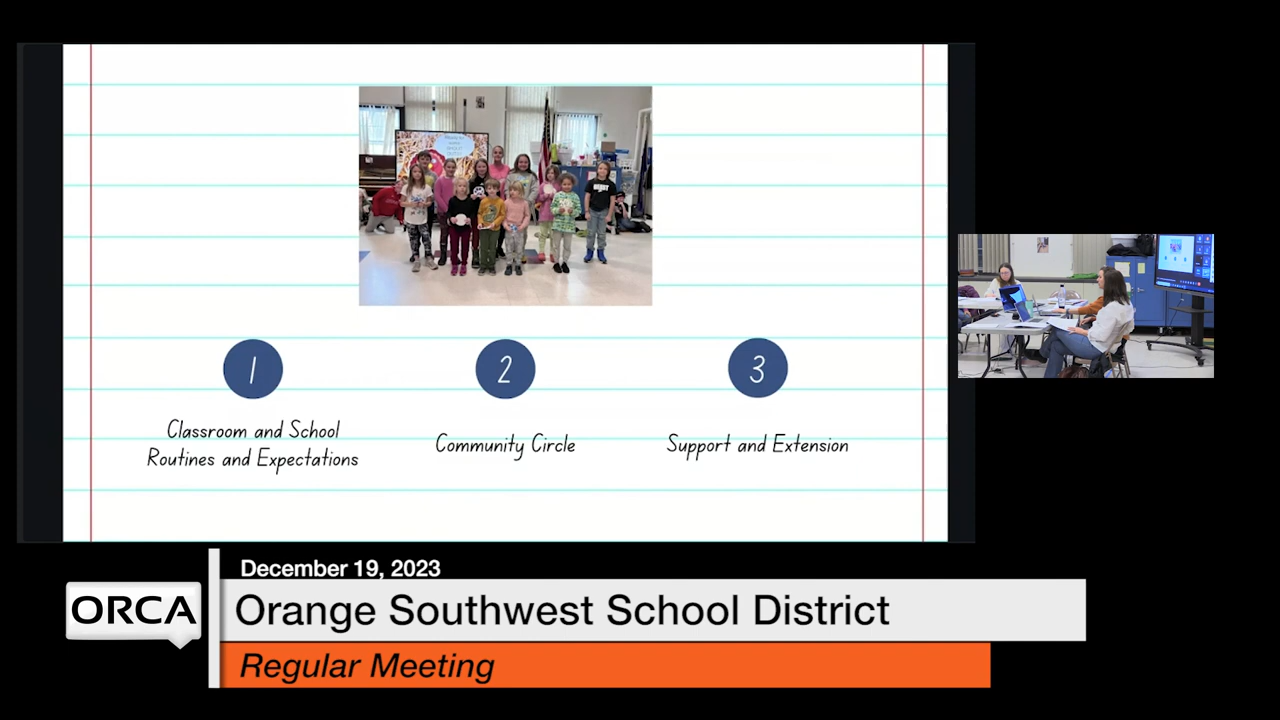 1
2
3
Classroom and School
Routines and Expectations
Community Circle
Support and Extension
December 19, 2023
ORCA
Orange Southwest School District
Regular Meeting